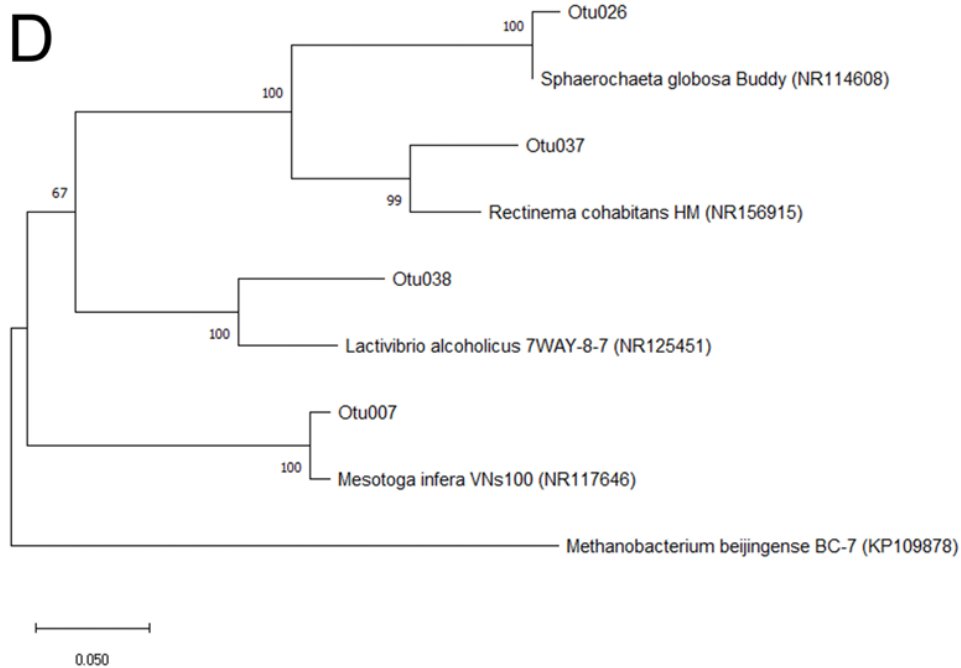 D
100
Otu026
Sphaerochaeta globosa Buddy (NR114608)
100
Otu037
99
Rectinema cohabitans HM (NR156915)
67
Otu038
100
Lactivibrio alcoholicus 7WAY-8-7 (NR125451)
Otu007
100
Mesotoga infera VNs100 (NR117646)
Methanobacterium beijingense BC-7 (KP109878)
0.050